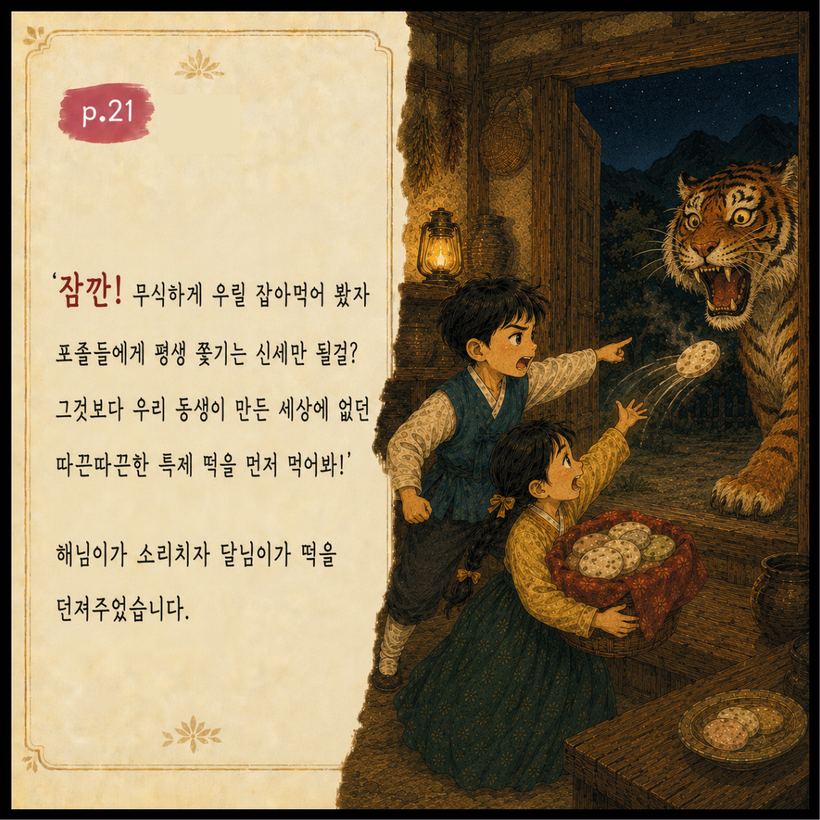 p.21
‘잠깐! 무식하게 우릴 잡아먹어 봤자
포졸들에게 평생 쫓기는 신세만 될걸?
그것보다 우리 동생이 만든 세상에 없던
따끈따끈한 특제 떡을 먼저 먹어봐!’
해님이가 소리치자 달님이가 떡을
던져주었습니다.